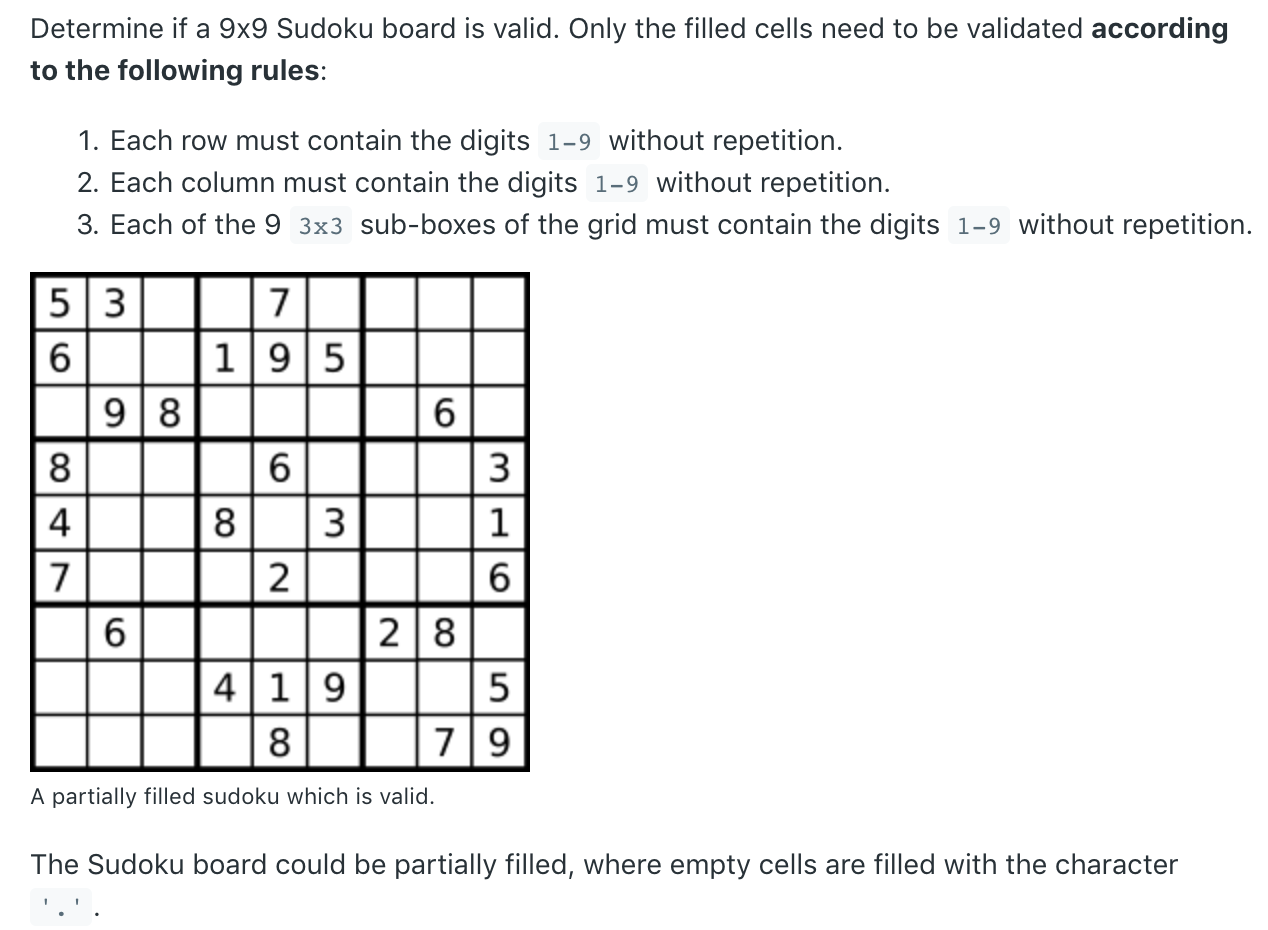 Determine if a 9x9 Sudoku board is valid. Only the filled cells need to be validated according
to the following rules:
1. Each row must contain the digits 1-9 without repetition.
2. Each column must contain the digits 1-9 without repetition.
3. Each of the 9 3x3 sub-boxes of the grid must contain the digits 1-9 without repetition.
5 3 7
6 1 9 5
9 8 6
8 6 3
4 8 3 1
7 2 6
6 2 8
4 1 9 5
8 7 9
A partially filled sudoku which is valid.
The Sudoku board could be partially filled, where empty cells are filled with the character
'.'.